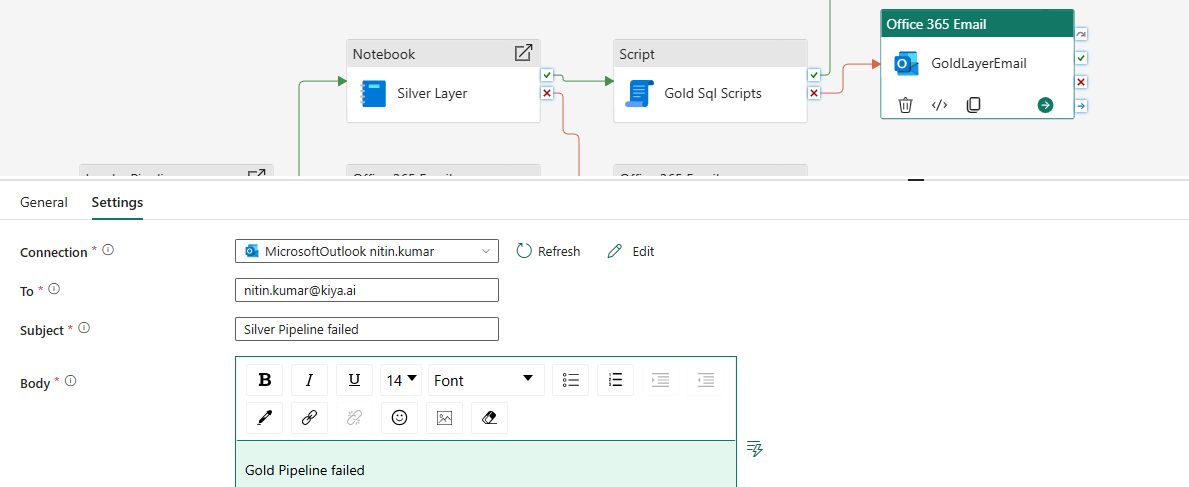 Office 365 Email
Notebook
Script
GoldLayerEmail
Silver Layer
Gold Sql Scripts
General
Settings
Connection *
MicrosoftOutlook nitin.kumar
Refresh
Edit
To *
nitin.kumar@kiya.ai
Subject *
Silver Pipeline failed
Body *
B I U 14 Font
Gold Pipeline failed